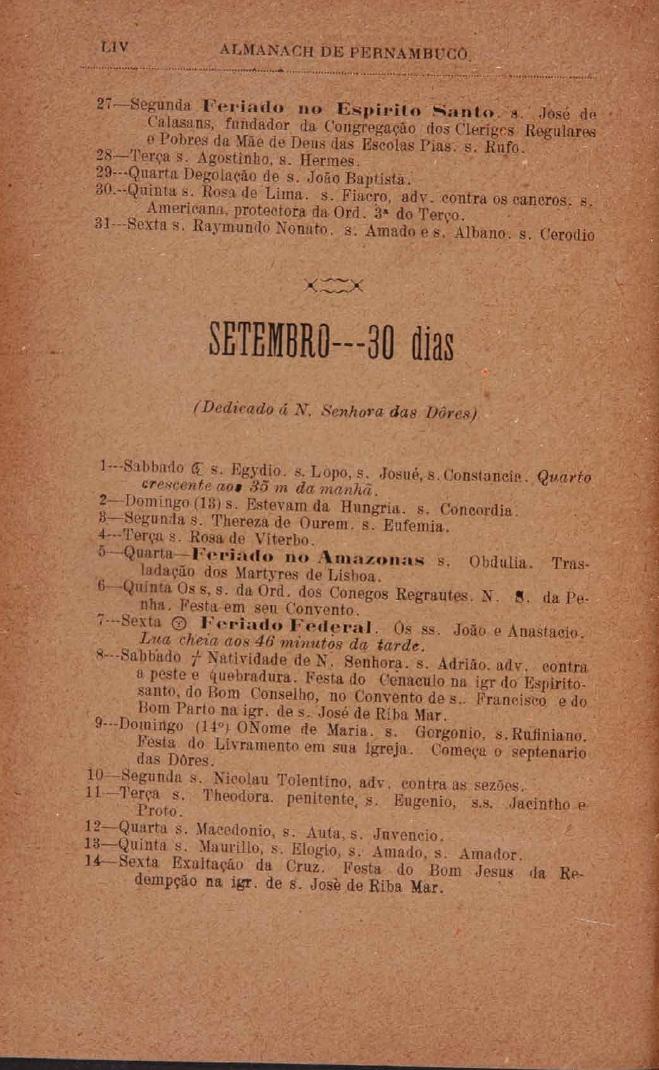 LIV ALMANACH DE PERNAMBUCO.
27—Segunda Feriado no Espirito Santo. s. José de
Calasans, fundador da Congregação dos Cleriges Regulares
e Pobres da Mãe de Deus das Escolas Pias. s. Rufo.
28—Terça s. Agostinho, s. Hermes.
29---Quarta Degolação de s. João Baptista.
30.--Quinta s. Rosa de Lima. s. Fiacro, adv. contra os cancros. s.
Americana, protectora da Ord. 3ª do Terço.
31---Sexta s. Raymundo Nonato. s. Amado e s. Albano. s. Cerodio
SETEMBRO---30 dias
(Dedicado á N. Senhora das Dôres)
1---Sabbado s. Egydio. s. Lopo, s. Josué, s. Constancia. Quarto
crescente aos 35 m da manhã.
2—Domingo (13) s. Estevam da Hungria. s. Concordia.
3—Segunda s. Thereza de Ourem. s. Eufemia.
4---Terça s. Rosa de Viterbo.
5—Quarta—Feriado no Amazonas s. Obdulia. Tras-
ladação dos Martyres de Lisboa.
6—Quinta Os s, s. da Ord. dos Conegos Regrautes. N. S. da Pe-
nha. Festa em seu Convento.
7---Sexta Feriado Federal. Os ss. João e Anastacio.
Lua cheia aos 46 minutos da tarde.
8---Sabbado † Natividade de N. Senhora. s. Adrião. adv. contra
a peste e quebradura. Festa do Cenaculo na igr do Espirito-
santo, do Bom Conselho, no Convento de s.. Francisco e do
Bom Parto na igr. de s. José de Riba Mar.
9---Domingo (14º) ONome de Maria. s. Gorgonio, s. Rufiniano.
Festa do Livramento em sua igreja. Começa o septenario
das Dôres.
10—Segunda s. Nicolau Tolentino, adv. contra as sezões.
11—Terça s. Theodora. penitente, s. Eugenio, s.s. Jacintho e
Proto.
12—Quarta s. Macedonio, s. Auta, s. Juvencio.
13—Quinta s. Maurillo, s. Elogio, s. Amado, s. Amador.
14—Sexta Exaltação da Cruz. Festa do Bom Jesus da Re-
dempção na igr. de s. José de Riba Mar.